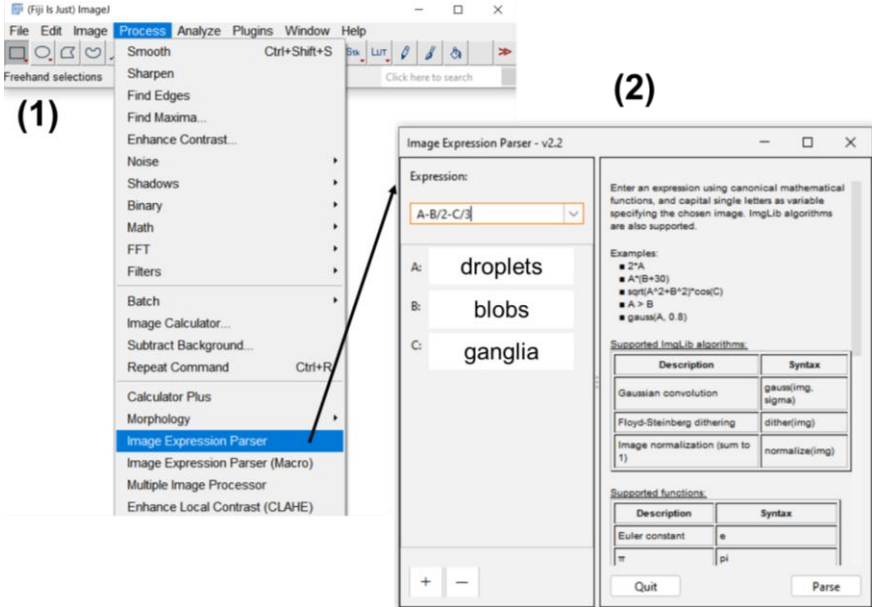 (Fiji Is Just) ImageJ
File Edit Image Process Analyze Plugins Window Help
Stk LUT
Freehand selections
Click here to search
(1)
Smooth Ctrl+Shift+S
Sharpen
Find Edges
Find Maxima...
Enhance Contrast...
Noise
Shadows
Binary
Math
FFT
Filters
Batch
Image Calculator...
Subtract Background...
Repeat Command Ctrl+R
Calculator Plus
Morphology
Image Expression Parser
Image Expression Parser (Macro)
Multiple Image Processor
Enhance Local Contrast (CLAHE)
(2)
Image Expression Parser - v2.2
Expression:
A-B/2-C/3
A: droplets
B: blobs
C: ganglia
+ −
Enter an expression using canonical mathematical
functions, and capital single letters as variable
specifying the chosen image. ImgLib algorithms
are also supported.
Examples:
■ 2*A
■ A*(B+30)
■ sqrt(A^2+B^2)*cos(C)
■ A > B
■ gauss(A, 0.8)
Supported ImgLib algorithms:
Description Syntax
Gaussian convolution gauss(img,
sigma)
Floyd-Steinberg dithering dither(img)
Image normalization (sum to
1) normalize(img)
Supported functions:
Description Syntax
Euler constant e
π pi
Quit Parse